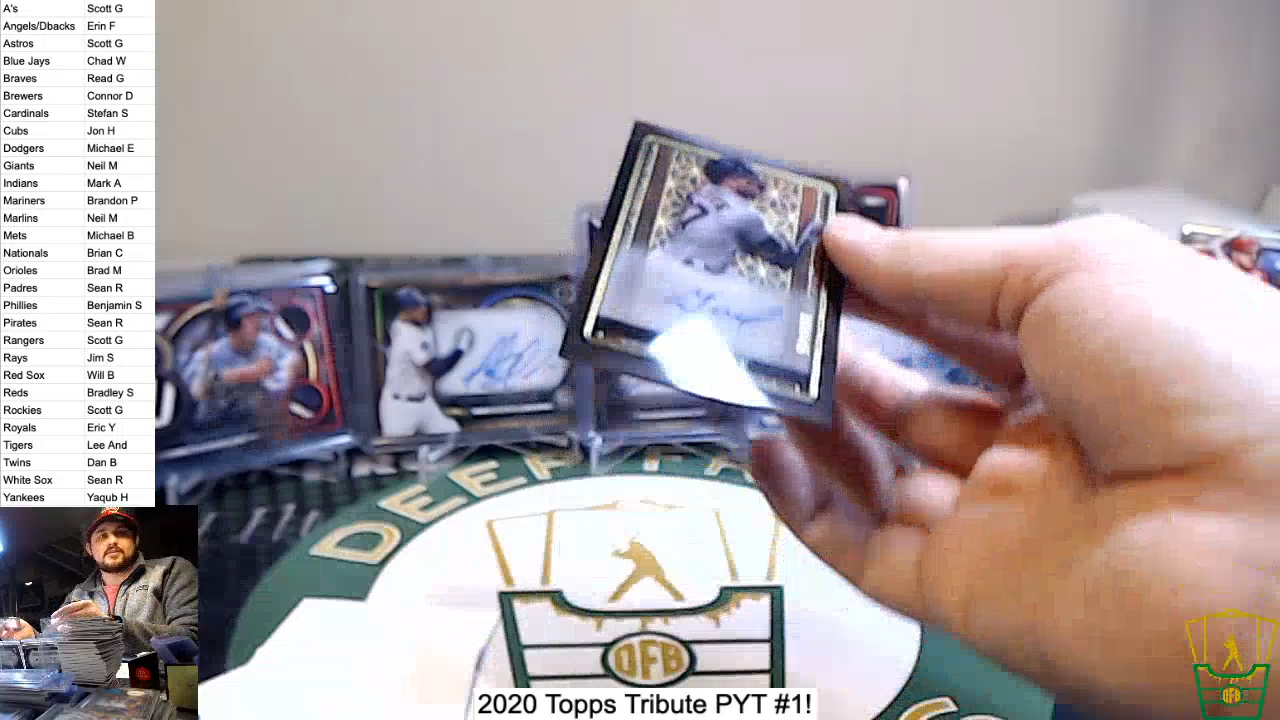 A's Scott G
Angels/Dbacks Erin F
Astros Scott G
Blue Jays Chad W
Braves Read G
Brewers Connor D
Cardinals Stefan S
Cubs Jon H
Dodgers Michael E
Giants Neil M
Indians Mark A
Mariners Brandon P
Marlins Neil M
Mets Michael B
Nationals Brian C
Orioles Brad M
Padres Sean R
Phillies Benjamin S
Pirates Sean R
Rangers Scott G
Rays Jim S
Red Sox Will B
Reds Bradley S
Rockies Scott G
Royals Eric Y
Tigers Lee And
Twins Dan B
White Sox Sean R
Yankees Yaqub H
DEEP
DFB
2020 Topps Tribute PYT #1!
DFB